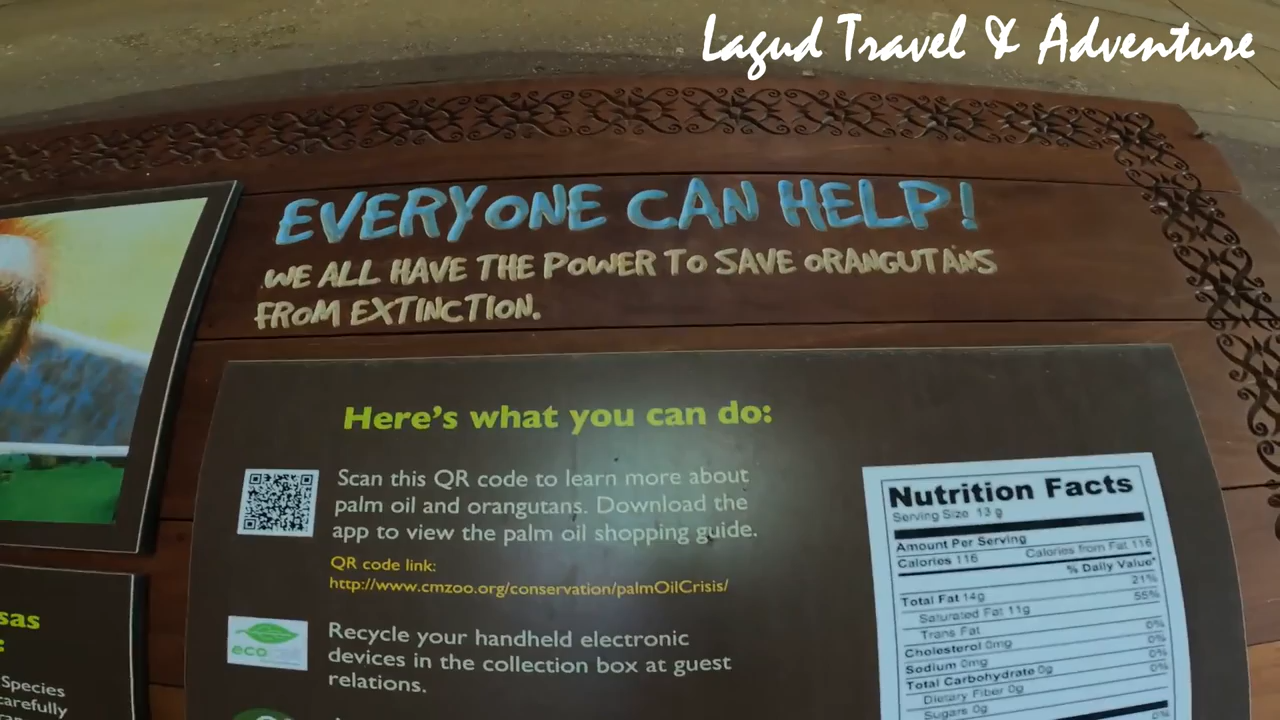 Lagud Travel & Adventure
EVERYONE CAN HELP!
WE ALL HAVE THE POWER TO SAVE ORANGUTANS
FROM EXTINCTION.
Here's what you can do:
Scan this QR code to learn more about
palm oil and orangutans. Download the
app to view the palm oil shopping guide.
QR code link:
http://www.cmzoo.org/conservation/palmOilCrisis/
eco
Recycle your handheld electronic
devices in the collection box at guest
relations.
Nutrition Facts
Serving Size 13 g
Amount Per Serving
Calories 116 Calories from Fat 116
% Daily Value*
Total Fat 14g 21%
Saturated Fat 11g 55%
Trans Fat
Cholesterol 0mg 0%
Sodium 0mg 0%
Total Carbohydrate 0g 0%
Dietary Fiber 0g
Sugars 0g
0%
sas
:
Species
carefully